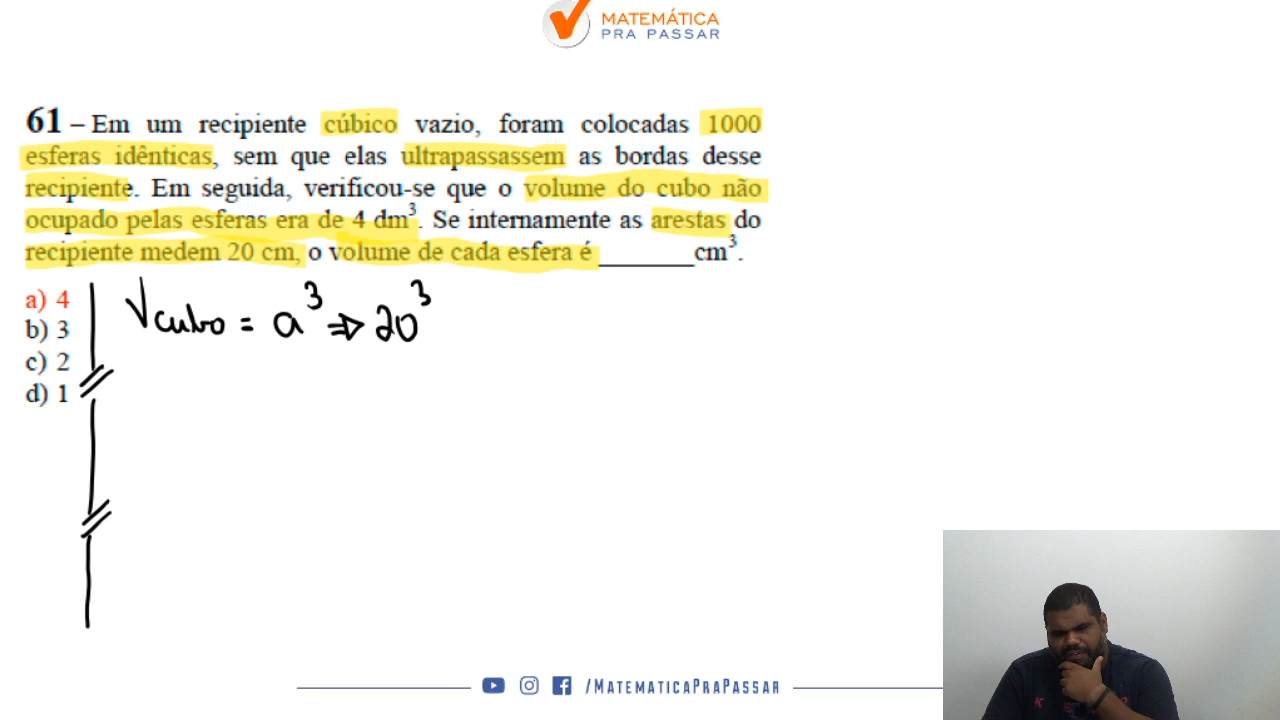 MATEMÁTICA
PRA PASSAR
61 – Em um recipiente cúbico vazio, foram colocadas 1000
esferas idênticas, sem que elas ultrapassassem as bordas desse
recipiente. Em seguida, verificou-se que o volume do cubo não
ocupado pelas esferas era de 4 dm³. Se internamente as arestas do
recipiente medem 20 cm, o volume de cada esfera é ________cm³.
a) 4
b) 3
c) 2
d) 1
Vcubo = a³ ⇒ 20³
/MATEMATICAPRAPASSAR